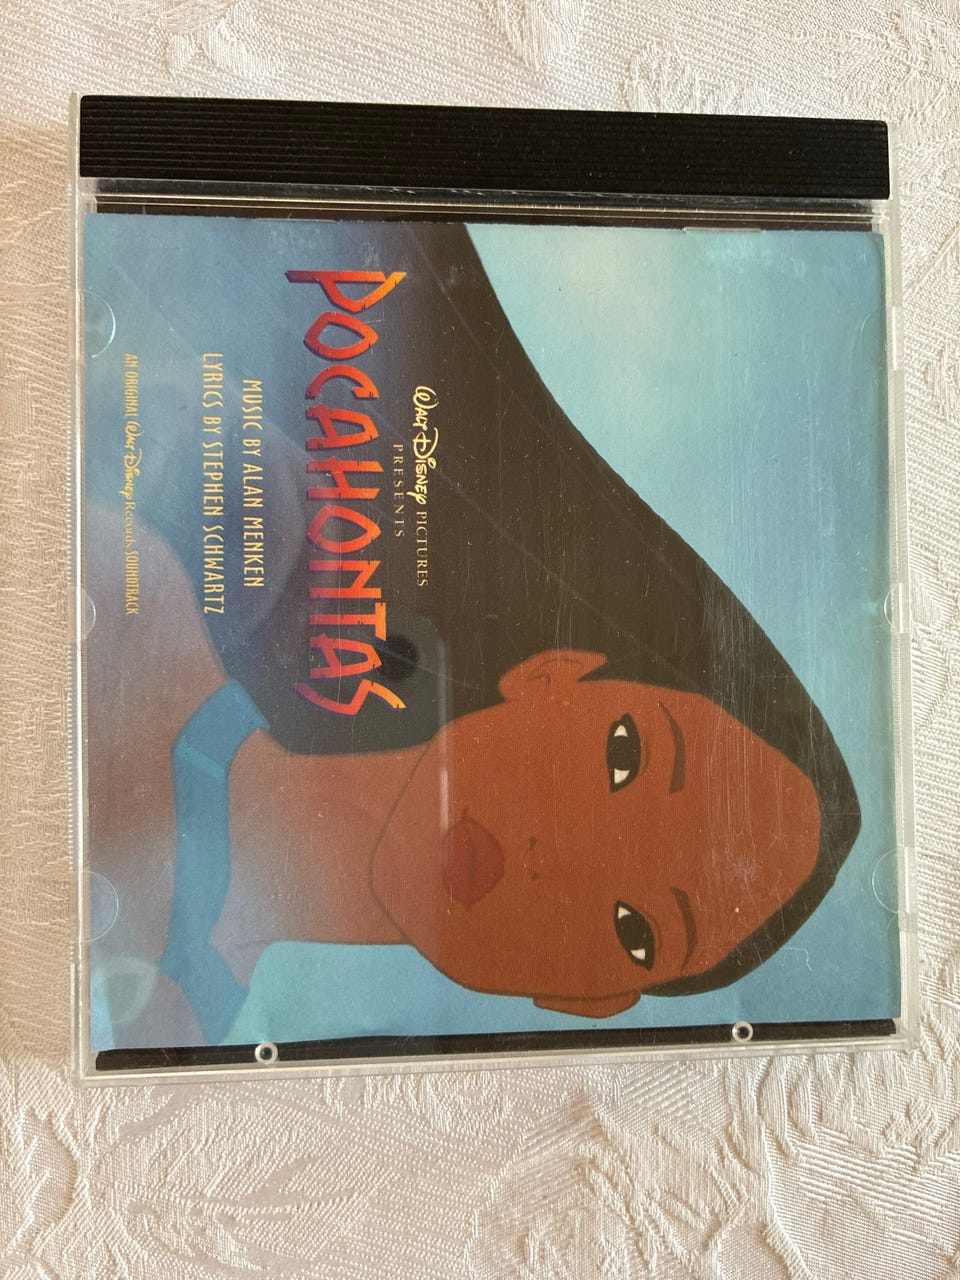 WALT DISNEY PICTURES
PRESENTS
POCAHONTAS
MUSIC BY ALAN MENKEN
LYRICS BY STEPHEN SCHWARTZ
AN ORIGINAL WALT DISNEY Records SOUNDTRACK